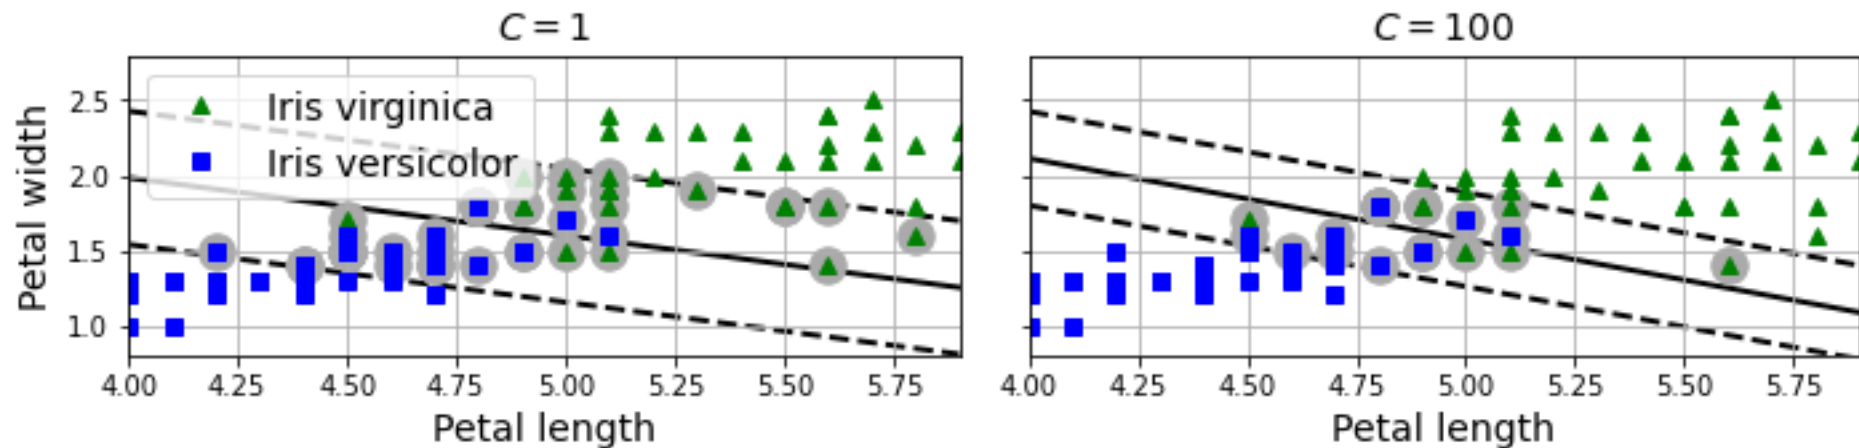 C = 1
C = 100
Iris virginica
Iris versicolor
Petal width
2.5
2.0
1.5
1.0
4.00 4.25 4.50 4.75 5.00 5.25 5.50 5.75
4.00 4.25 4.50 4.75 5.00 5.25 5.50 5.75
Petal length
Petal length